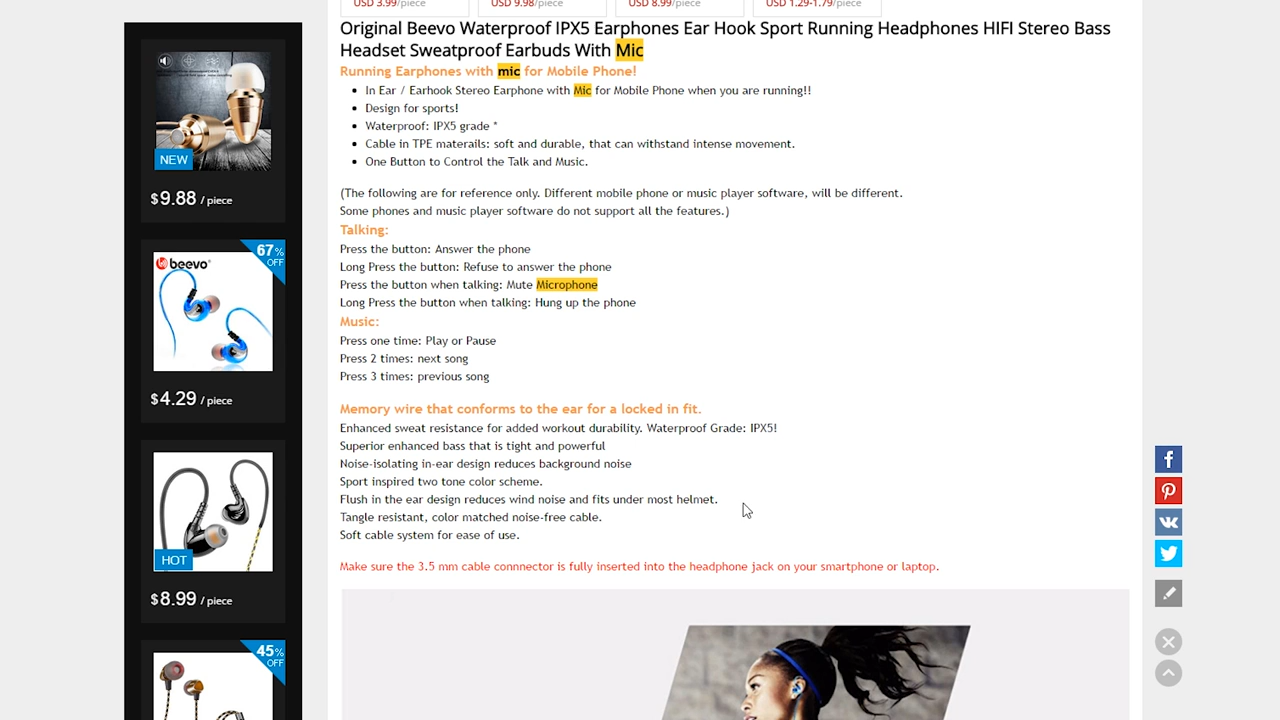 USD 3.99/piece
USD 9.98/piece
USD 8.99/piece
USD 1.29-1.79/piece
Original Beevo Waterproof IPX5 Earphones Ear Hook Sport Running Headphones HIFI Stereo Bass
Headset Sweatproof Earbuds With Mic
Running Earphones with mic for Mobile Phone!
In Ear / Earhook Stereo Earphone with Mic for Mobile Phone when you are running!!
Design for sports!
Waterproof: IPX5 grade *
Cable in TPE materails: soft and durable, that can withstand intense movement.
One Button to Control the Talk and Music.
(The following are for reference only. Different mobile phone or music player software, will be different.
Some phones and music player software do not support all the features.)
Talking:
Press the button: Answer the phone
Long Press the button: Refuse to answer the phone
Press the button when talking: Mute Microphone
Long Press the button when talking: Hung up the phone
Music:
Press one time: Play or Pause
Press 2 times: next song
Press 3 times: previous song
Memory wire that conforms to the ear for a locked in fit.
Enhanced sweat resistance for added workout durability. Waterproof Grade: IPX5!
Superior enhanced bass that is tight and powerful
Noise-isolating in-ear design reduces background noise
Sport inspired two tone color scheme.
Flush in the ear design reduces wind noise and fits under most helmet.
Tangle resistant, color matched noise-free cable.
Soft cable system for ease of use.
Make sure the 3.5 mm cable connnector is fully inserted into the headphone jack on your smartphone or laptop.
NEW
$9.88 / piece
67%
OFF
beevo
$4.29 / piece
HOT
$8.99 / piece
45%
OFF